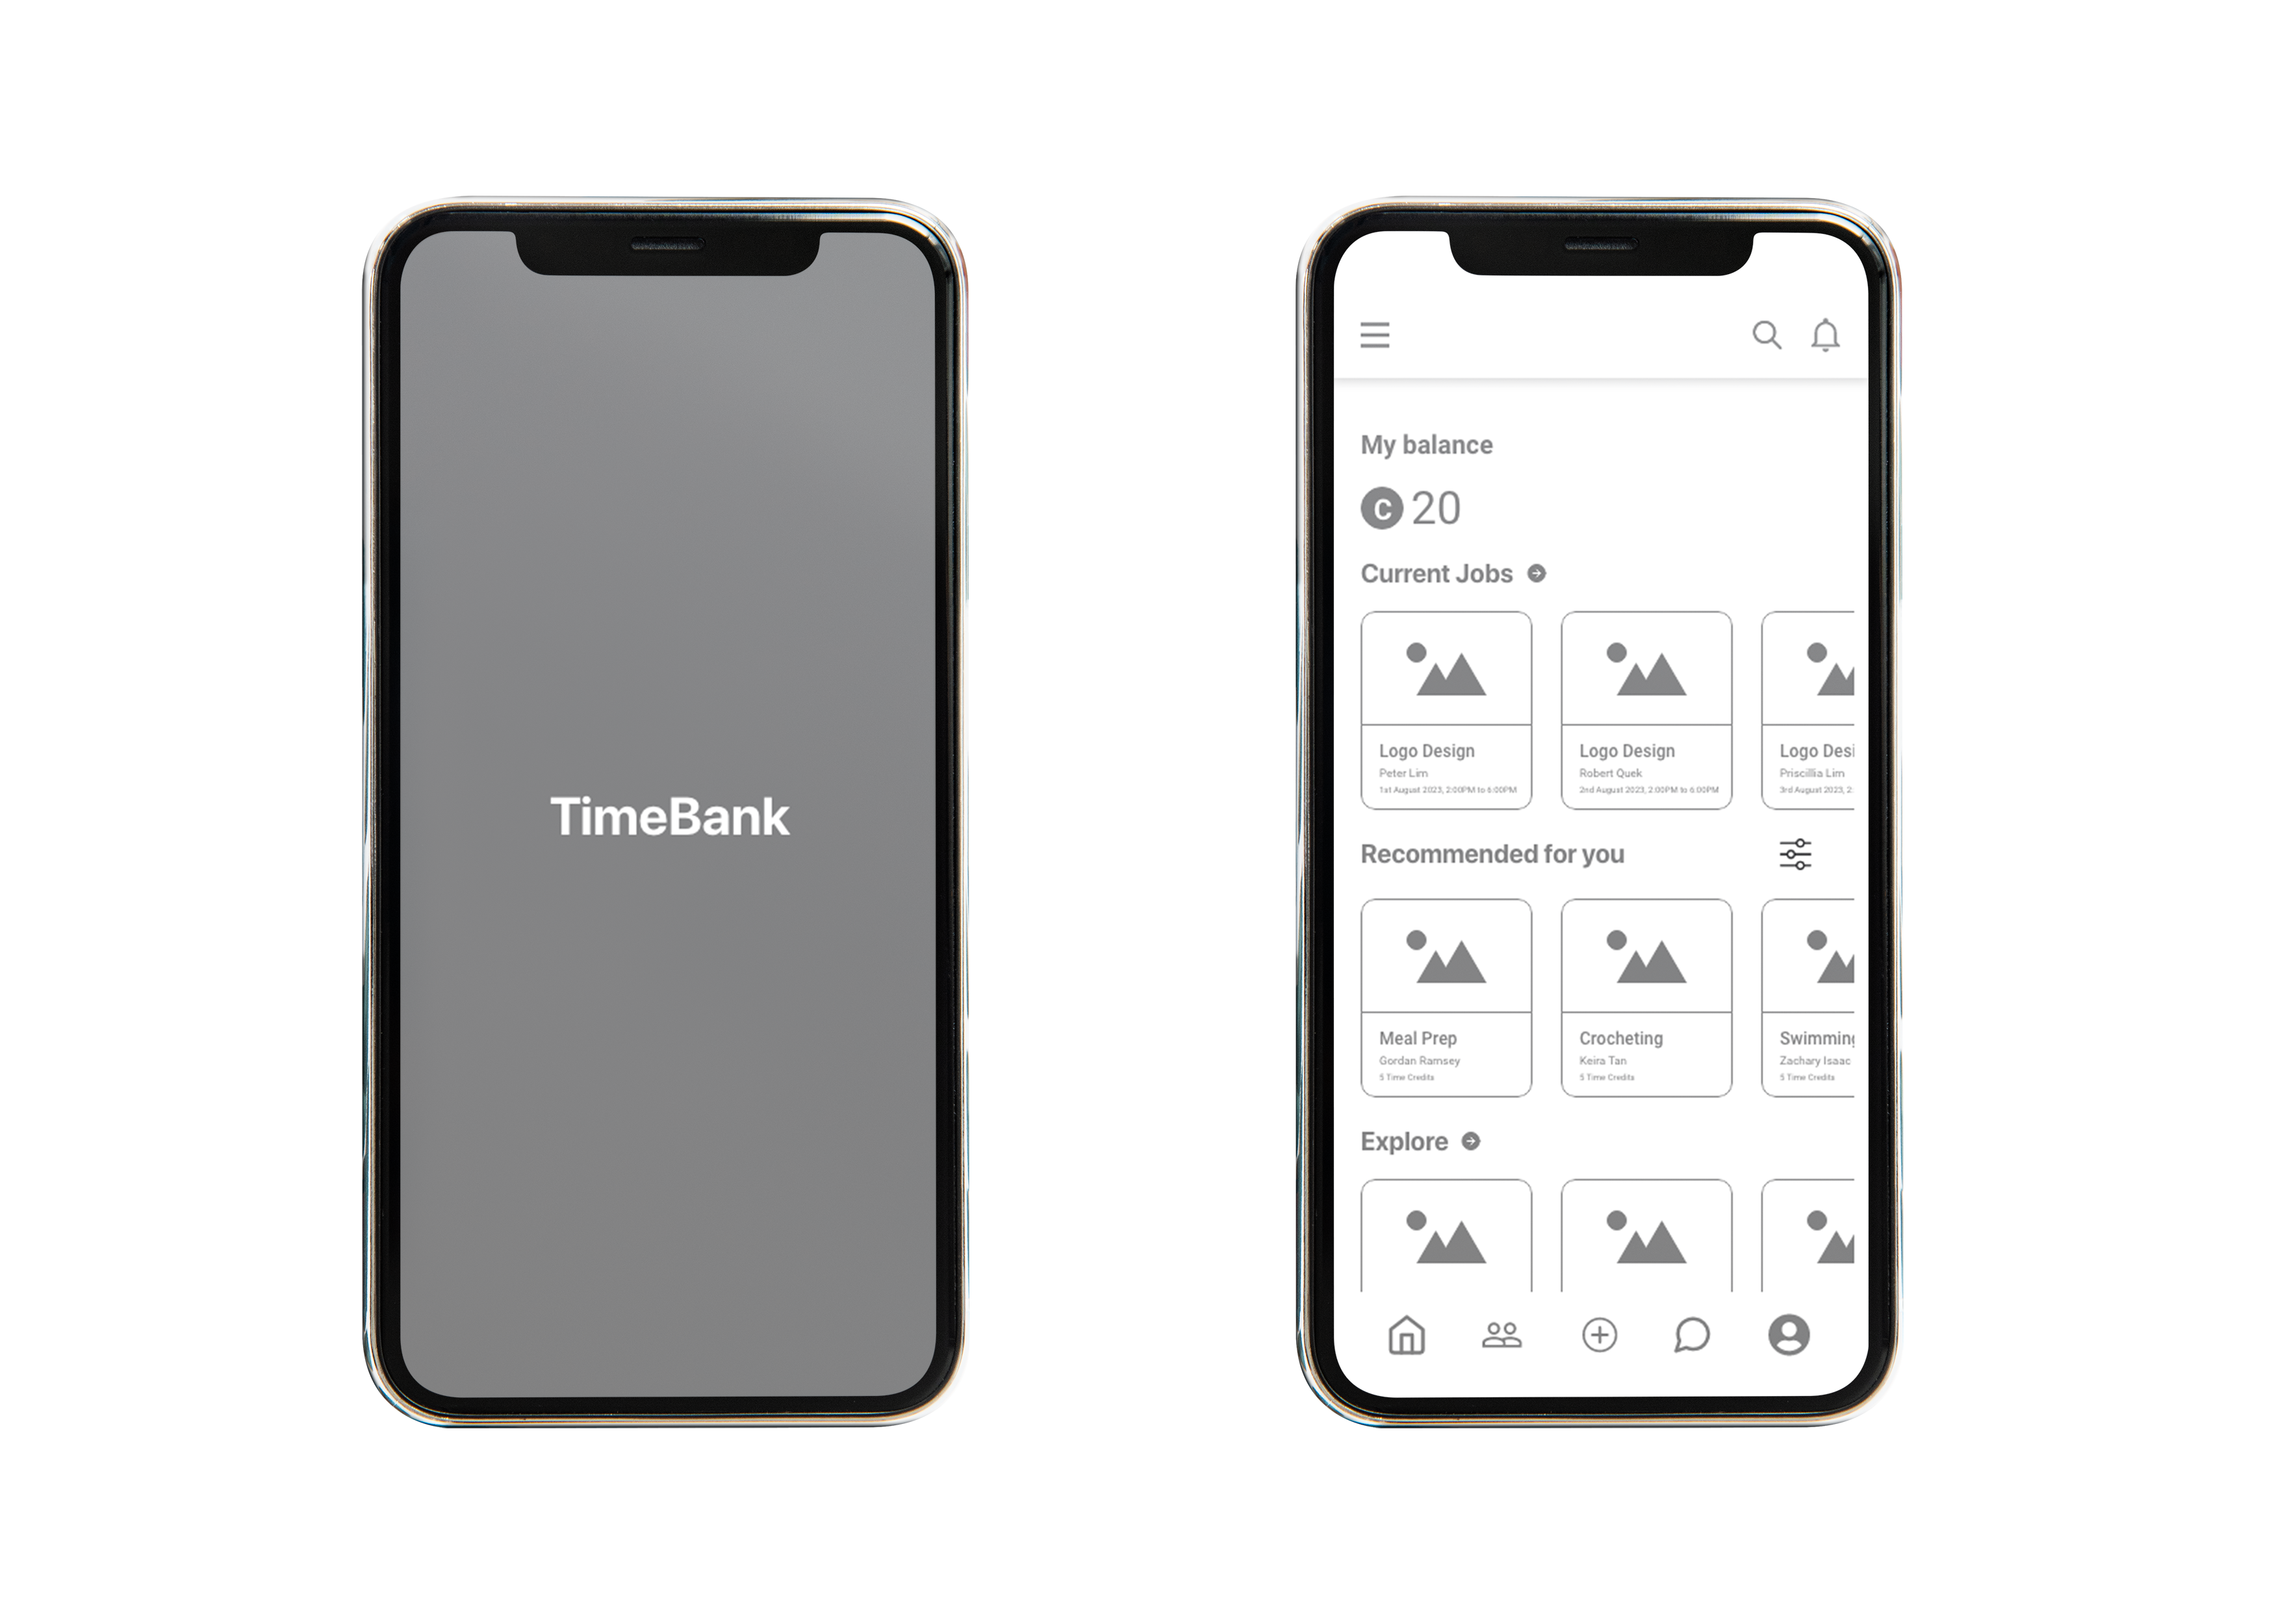 TimeBank
My balance
C 20
Current Jobs
Logo Design
Peter Lim
1st August 2023, 2:00PM to 6:00PM
Logo Design
Robert Quek
2nd August 2023, 2:00PM to 6:00PM
Logo Desi
Priscillia Lim
3rd August 2023, 2:
Recommended for you
Meal Prep
Gordan Ramsey
5 Time Credits
Crocheting
Keira Tan
5 Time Credits
Swimming
Zachary Isaac
5 Time Credits
Explore